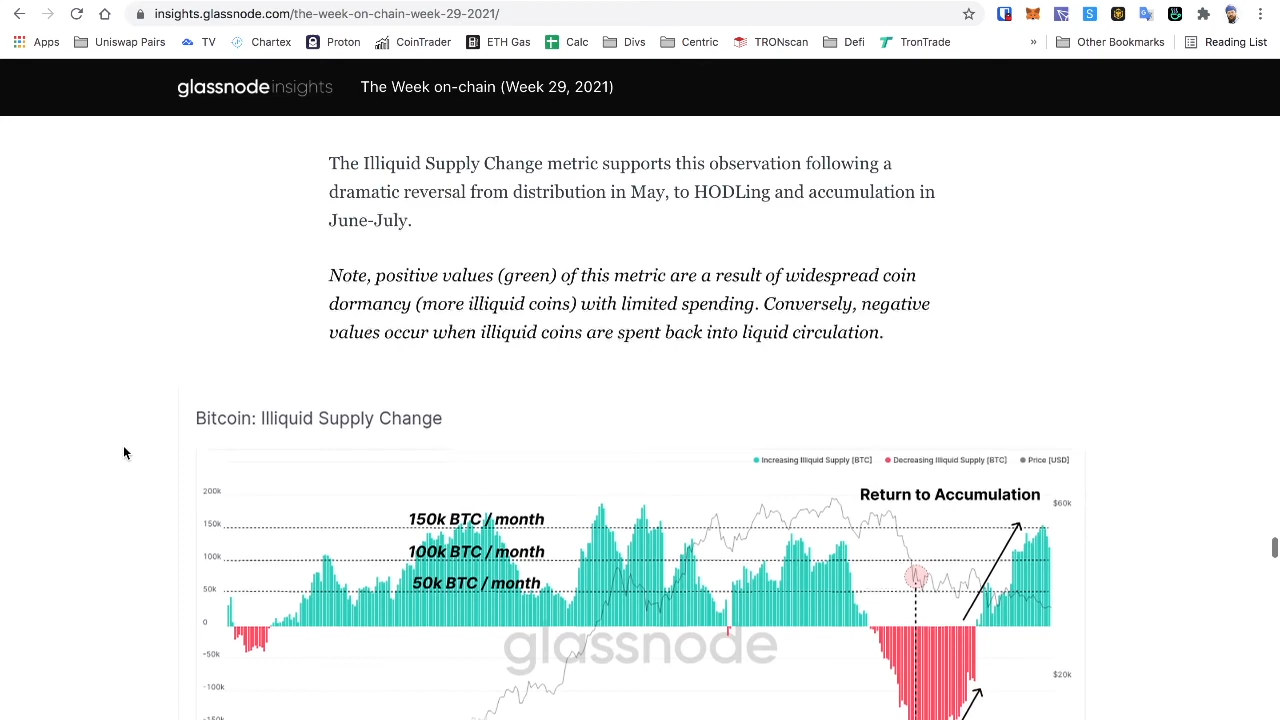 insights.glassnode.com/the-week-on-chain-week-29-2021/
Apps Uniswap Pairs TV Chartex Proton CoinTrader ETH Gas Calc Divs Centric TRONscan Defi TronTrade » Other Bookmarks Reading List
glassnode insights The Week on-chain (Week 29, 2021)
The Illiquid Supply Change metric supports this observation following a
dramatic reversal from distribution in May, to HODLing and accumulation in
June-July.
Note, positive values (green) of this metric are a result of widespread coin
dormancy (more illiquid coins) with limited spending. Conversely, negative
values occur when illiquid coins are spent back into liquid circulation.
Bitcoin: Illiquid Supply Change
Increasing Illiquid Supply [BTC] Decreasing Illiquid Supply [BTC] Price [USD]
200k
Return to Accumulation
$60k
150k
150k BTC / month
100k
100k BTC / month
50k
50k BTC / month
0
glassnode
-50k
$20k
-100k
-150k